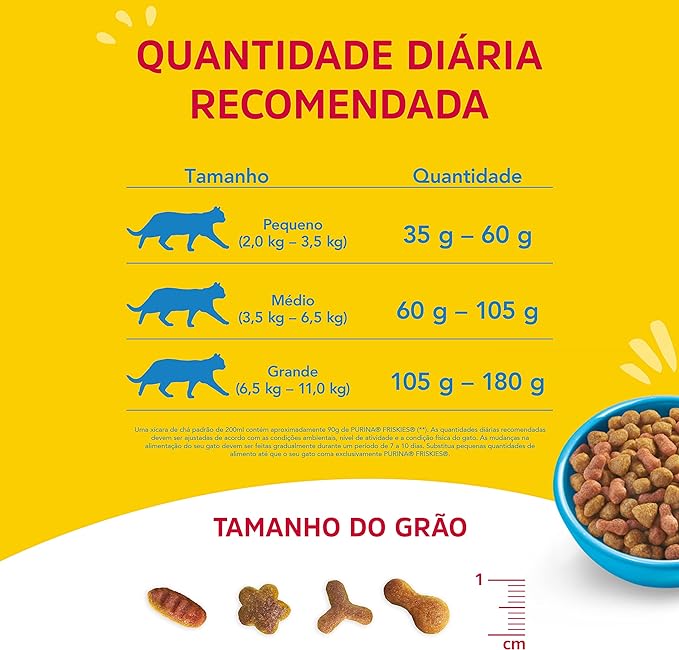 QUANTIDADE DIÁRIA
RECOMENDADA
Tamanho Quantidade
Pequeno
(2,0 kg – 3,5 kg)
35 g – 60 g
Médio
(3,5 kg – 6,5 kg)
60 g – 105 g
Grande
(6,5 kg – 11,0 kg)
105 g – 180 g
Uma xícara de chá padrão de 200ml contém aproximadamente 90g de PURINA® FRISKIES® (**). As quantidades diárias recomendadas
devem ser ajustadas de acordo com as condições ambientais, nível de atividade e a condição física do gato. As mudanças na
alimentação do seu gato devem ser feitas gradualmente durante um período de 7 a 10 dias. Substitua pequenas quantidades de
alimento até que o seu gato coma exclusivamente PURINA® FRISKIES®.
TAMANHO DO GRÃO
1
cm